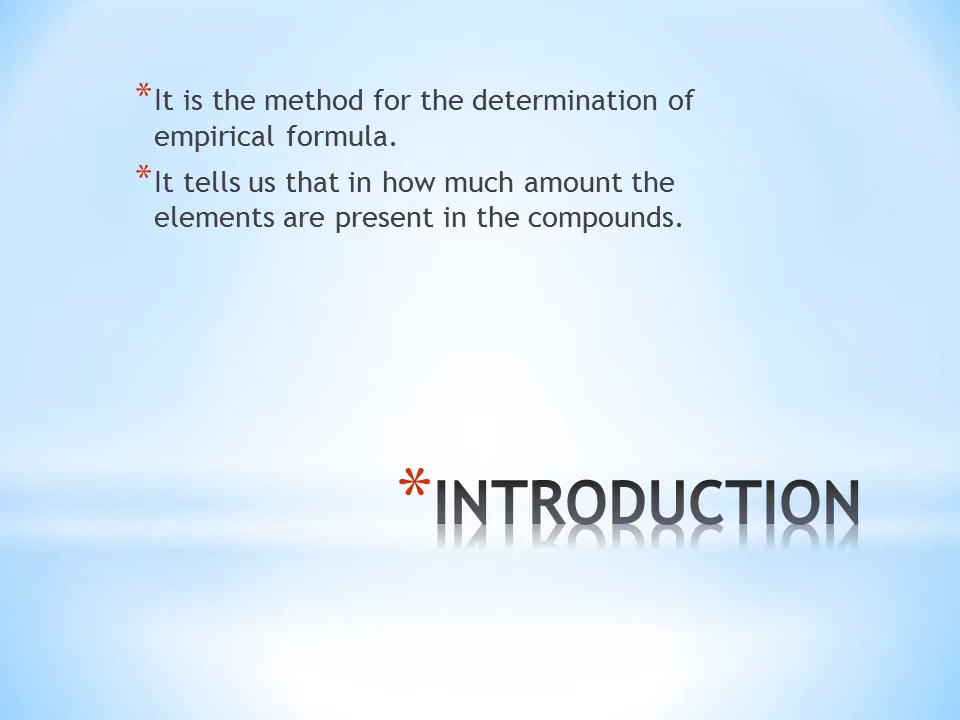 * It is the method for the determination of
empirical formula.
* It tells us that in how much amount the
elements are present in the compounds.
* INTRODUCTION